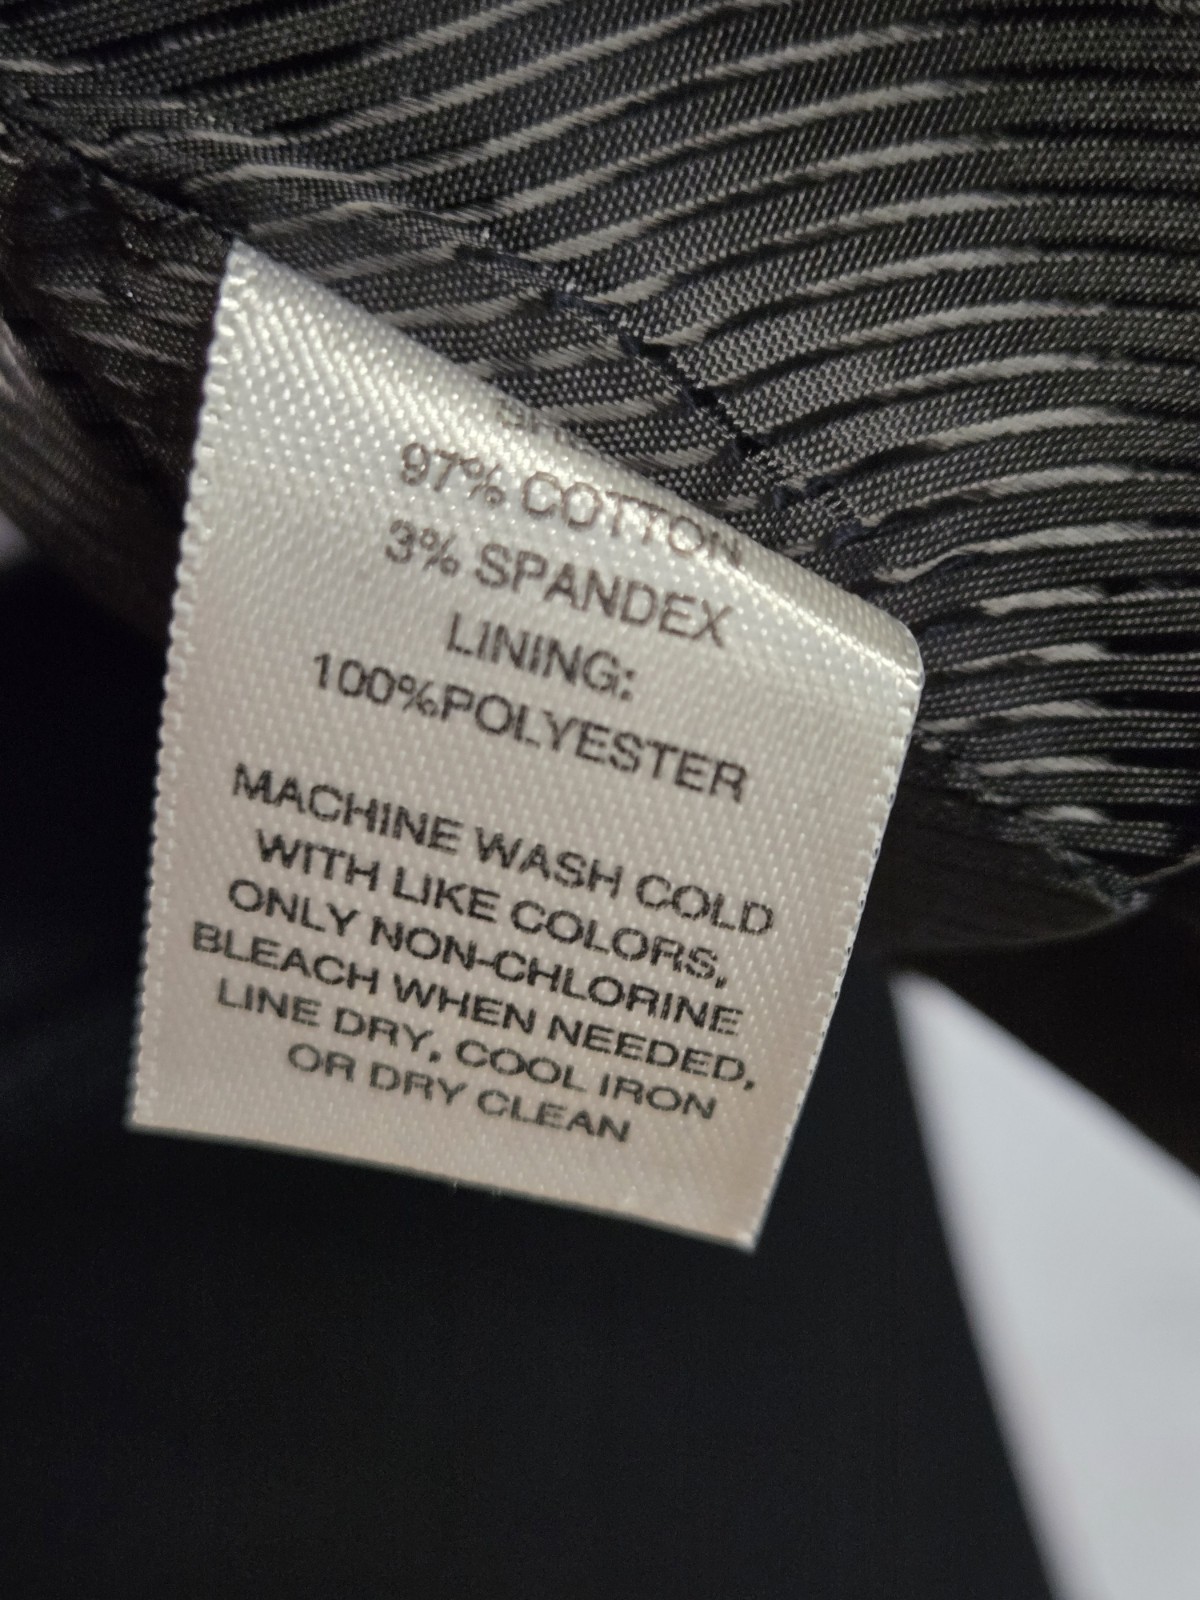 97% COTTON
3% SPANDEX
LINING:
100%POLYESTER
MACHINE WASH COLD
WITH LIKE COLORS,
ONLY NON-CHLORINE
BLEACH WHEN NEEDED,
LINE DRY, COOL IRON
OR DRY CLEAN